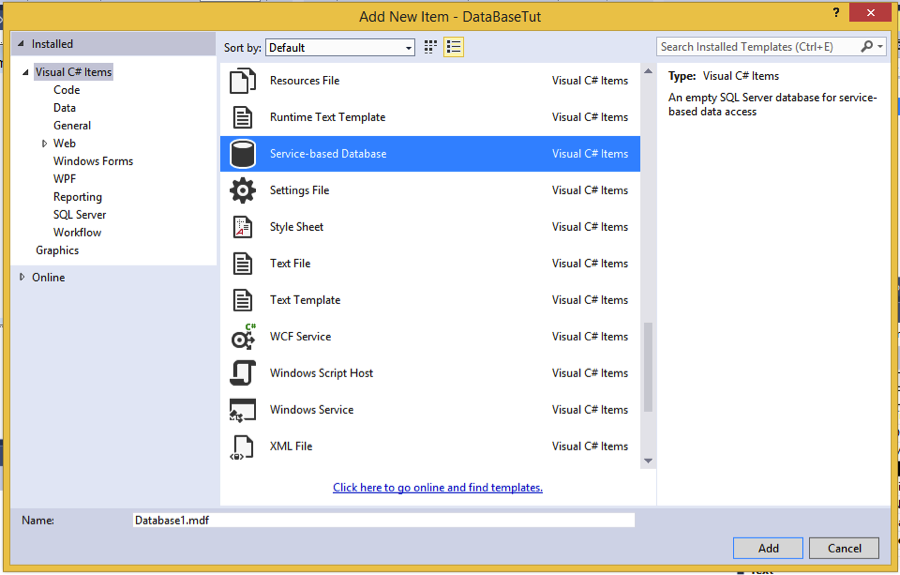 Add New Item - DataBaseTut
?
Installed
Sort by: Default
Search Installed Templates (Ctrl+E)
Visual C# Items
Code
Data
General
Web
Windows Forms
WPF
Reporting
SQL Server
Workflow
Graphics
Online
Resources File Visual C# Items
Runtime Text Template Visual C# Items
Service-based Database Visual C# Items
Settings File Visual C# Items
Style Sheet Visual C# Items
Text File Visual C# Items
Text Template Visual C# Items
C#
WCF Service Visual C# Items
Windows Script Host Visual C# Items
Windows Service Visual C# Items
XML File Visual C# Items
Click here to go online and find templates.
Type: Visual C# Items
An empty SQL Server database for service-
based data access
Name: Database1.mdf
Add Cancel